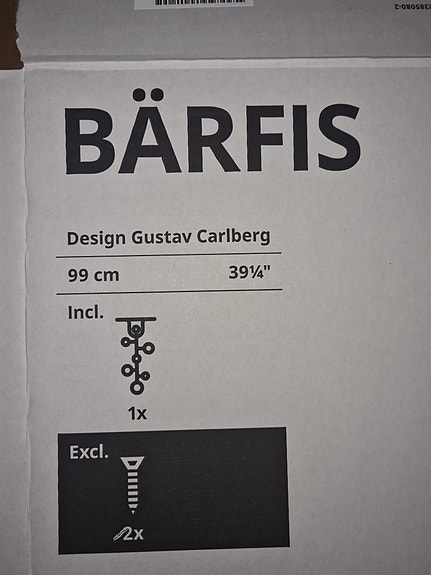 BÄRFIS
Design Gustav Carlberg
99 cm 39¼"
Incl.
1x
Excl.
2x